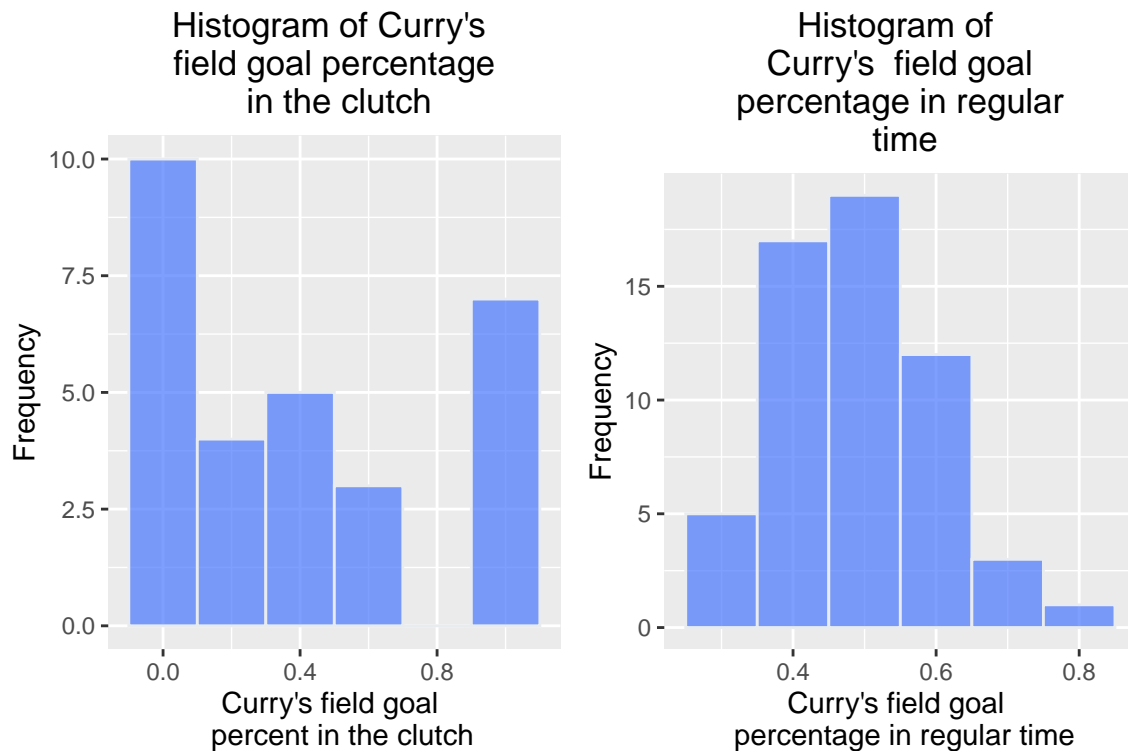 Histogram of Curry's
field goal percentage
in the clutch
10.0
7.5
5.0
2.5
0.0
Frequency
0.0
0.4
0.8
Curry's field goal
percent in the clutch
Histogram of
Curry's  field goal
percentage in regular
time
15
10
5
0
Frequency
0.4
0.6
0.8
Curry's field goal
percentage in regular time